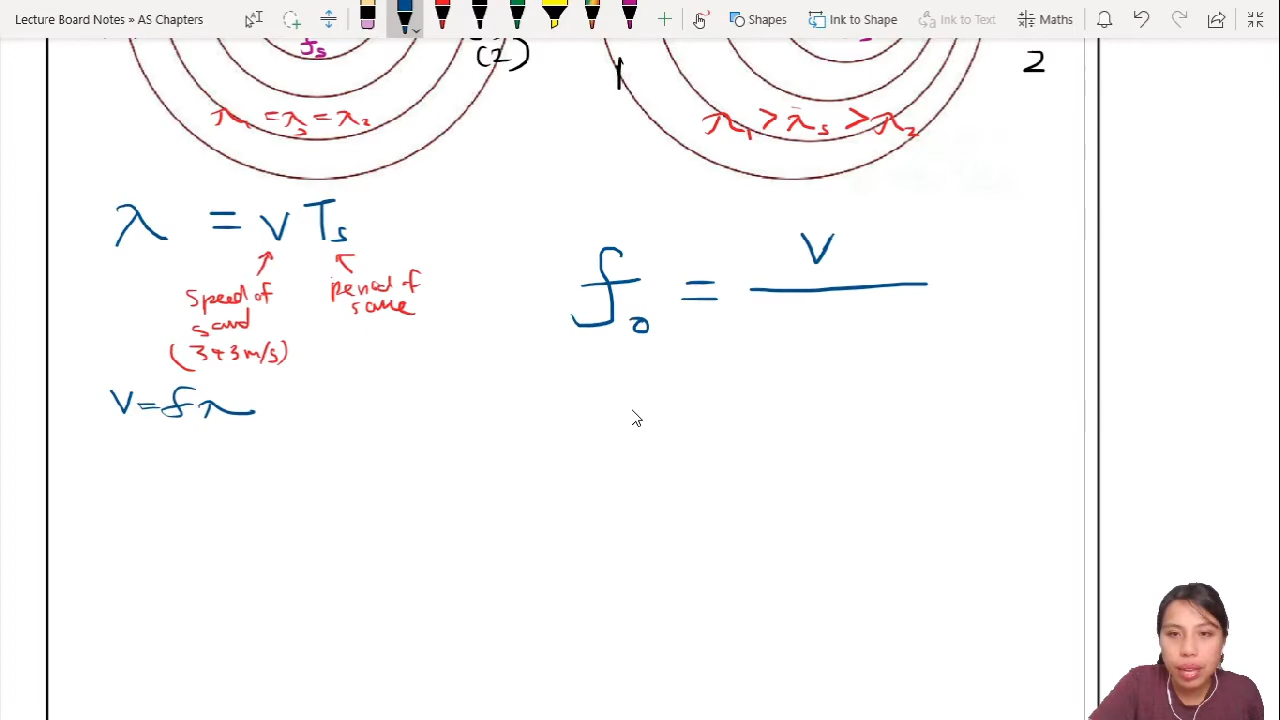 Lecture Board Notes » AS Chapters
Shapes
Ink to Shape
Ink to Text
Maths
fs
(2)
1
2
λ1 = λs = λ2
λ1 > λs > λ2
λ = v Ts
speed of
sound
(343 m/s)
period of
source
v = fλ
fo = v